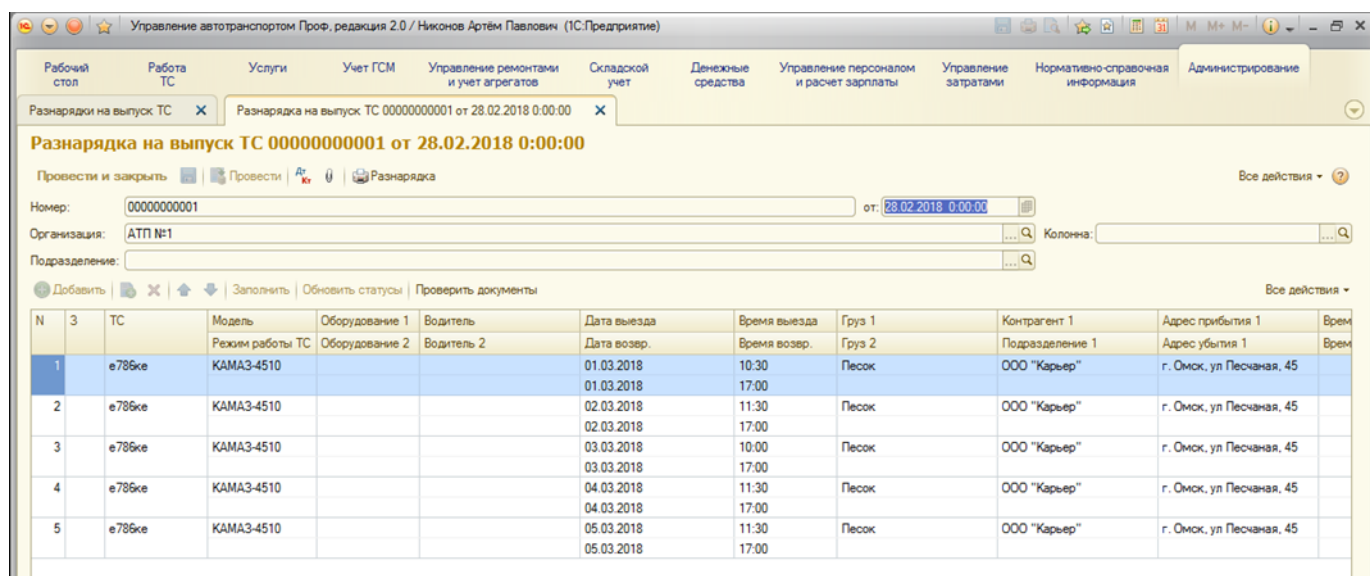 Управление автотранспортом Проф, редакция 2.0 / Никонов Артём Павлович (1С:Предприятие) M M+ M-
Рабочий стол Работа ТС Услуги Учет ГСМ Управление ремонтами и учет агрегатов Складской учет Денежные средства Управление персоналом и расчет зарплаты Управление затратами Нормативно-справочная информация Администрирование
Разнарядки на выпуск ТС Разнарядка на выпуск ТС 00000000001 от 28.02.2018 0:00:00
Разнарядка на выпуск ТС 00000000001 от 28.02.2018 0:00:00
Провести и закрыть Провести Дт Кт Разнарядка Все действия
Номер: 00000000001 от: 28.02.2018 0:00:00
Организация: АТП №1 Колонна:
Подразделение:
Добавить Заполнить Обновить статусы Проверить документы Все действия
N З ТС Модель Оборудование 1 Водитель Дата выезда Время выезда Груз 1 Контрагент 1 Адрес прибытия 1 Врем
Режим работы ТС Оборудование 2 Водитель 2 Дата возвр. Время возвр. Груз 2 Подразделение 1 Адрес убытия 1 Врем
1 е786ке КАМАЗ-4510 01.03.2018 10:30 Песок ООО "Карьер" г. Омск, ул Песчаная, 45
01.03.2018 17:00
2 е786ке КАМАЗ-4510 02.03.2018 11:30 Песок ООО "Карьер" г. Омск, ул Песчаная, 45
02.03.2018 17:00
3 е786ке КАМАЗ-4510 03.03.2018 10:00 Песок ООО "Карьер" г. Омск, ул Песчаная, 45
03.03.2018 17:00
4 е786ке КАМАЗ-4510 04.03.2018 11:30 Песок ООО "Карьер" г. Омск, ул Песчаная, 45
04.03.2018 17:00
5 е786ке КАМАЗ-4510 05.03.2018 11:30 Песок ООО "Карьер" г. Омск, ул Песчаная, 45
05.03.2018 17:00